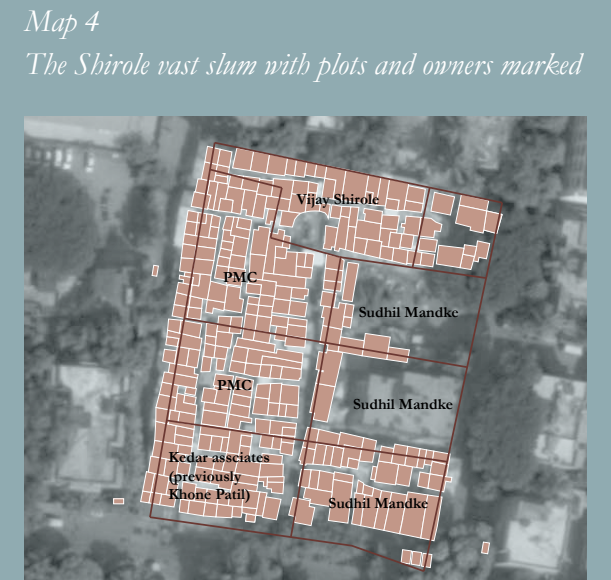 Map 4
The Shirole vast slum with plots and owners marked
Vijay Shirole
PMC
Sudhil Mandke
PMC
Sudhil Mandke
Kedar assciates
(previously
Khone Patil)
Sudhil Mandke